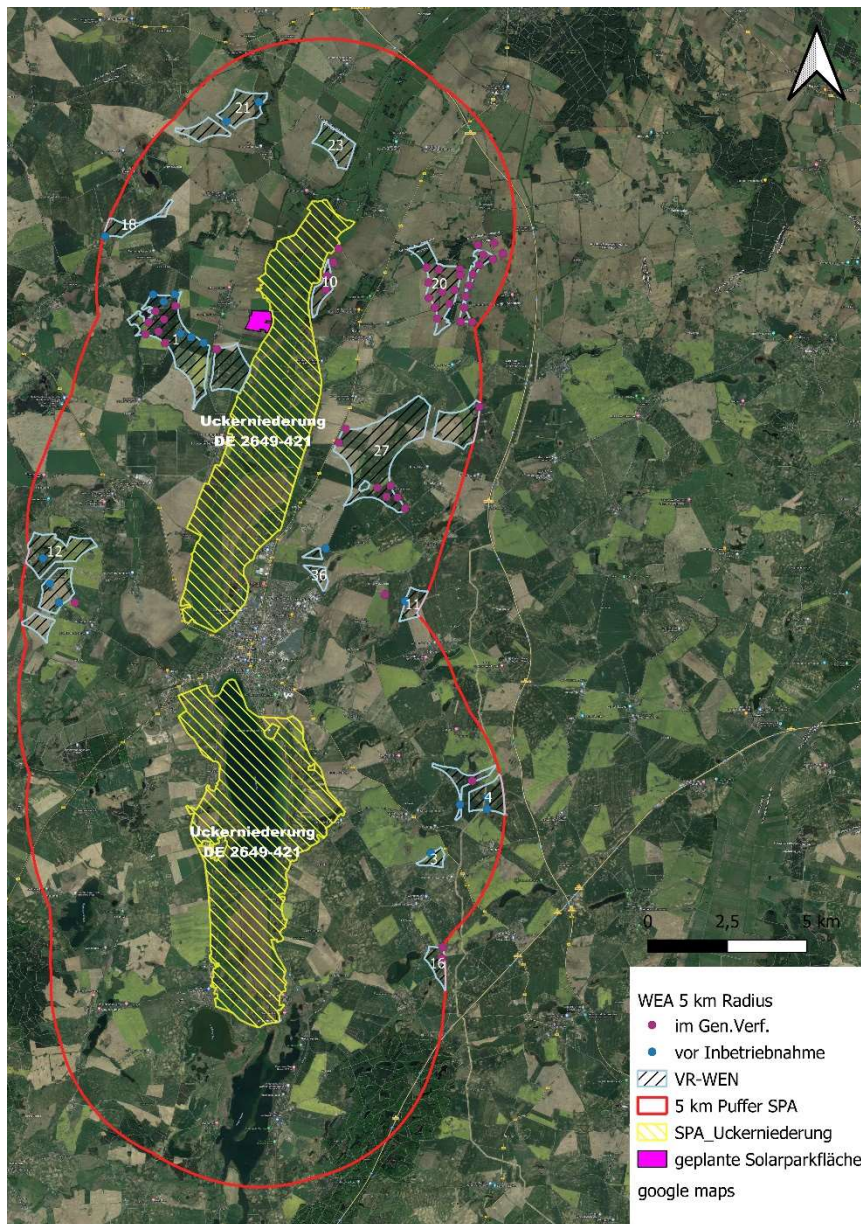 21
23
18
10
20
1
Uckerniederung
DE 2649-421
27
12
36
11
4
Uckerniederung
DE 2649-421
3
16
0 2,5 5 km
WEA 5 km Radius
im Gen.Verf.
vor Inbetriebnahme
VR-WEN
5 km Puffer SPA
SPA_Uckerniederung
geplante Solarparkfläche
google maps